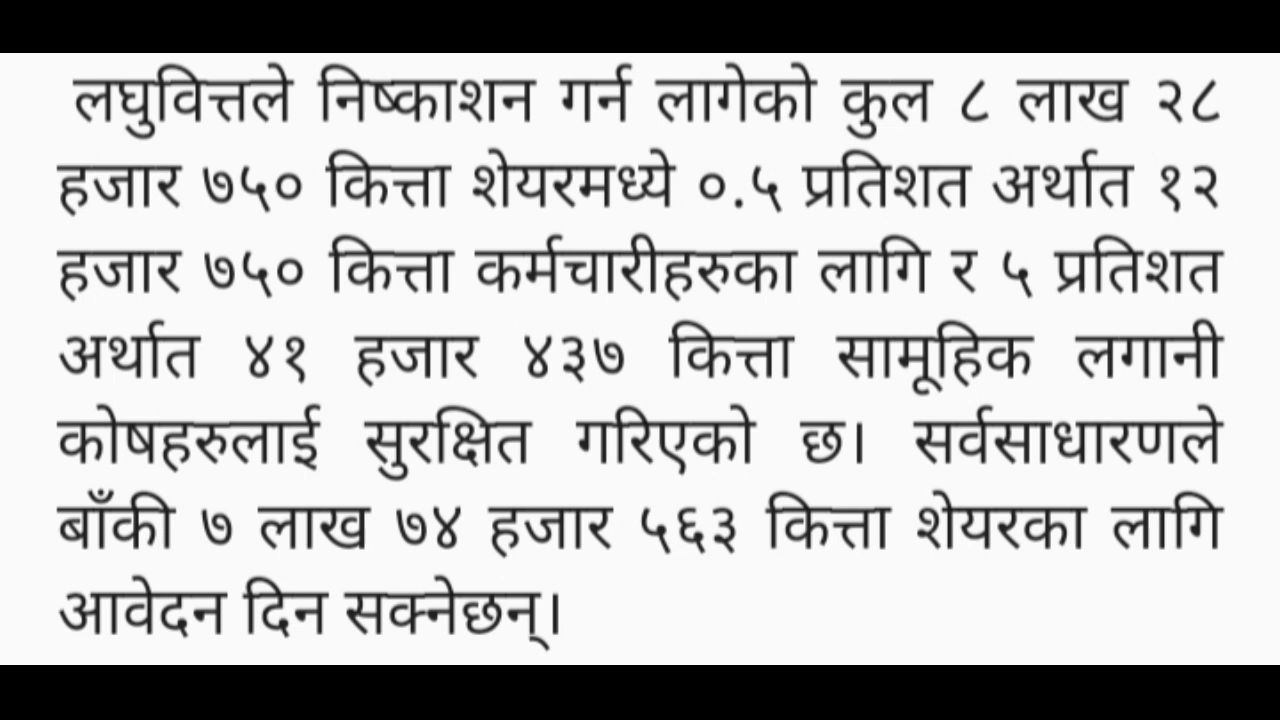 लघुवित्तले निष्काशन गर्न लागेको कुल ८ लाख २८
हजार ७५० कित्ता शेयरमध्ये ०.५ प्रतिशत अर्थात १२
हजार ७५० कित्ता कर्मचारीहरुका लागि र ५ प्रतिशत
अर्थात ४१ हजार ४३७ कित्ता सामूहिक लगानी
कोषहरुलाई सुरक्षित गरिएको छ। सर्वसाधारणले
बाँकी ७ लाख ७४ हजार ५६३ कित्ता शेयरका लागि
आवेदन दिन सक्नेछन्।